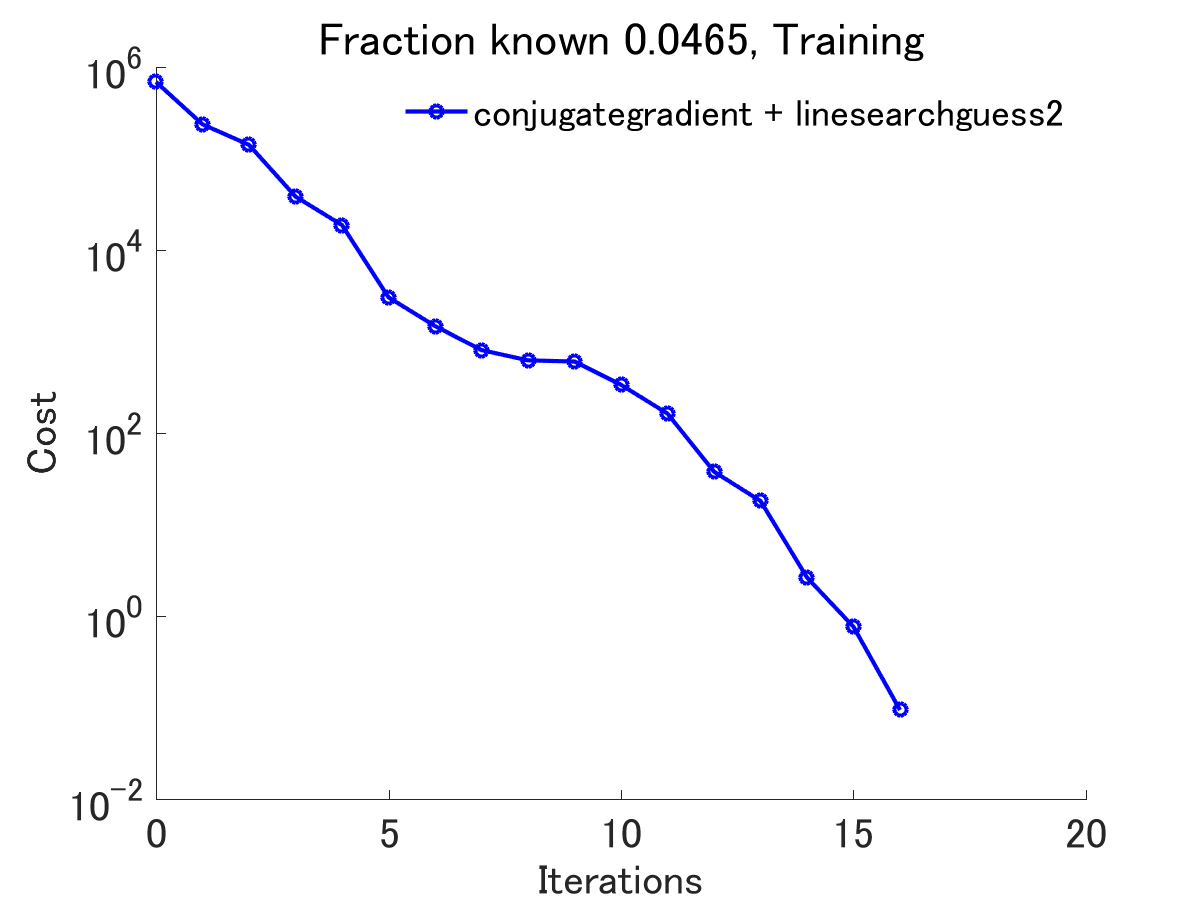 Fraction known 0.0465, Training
conjugategradient + linesearchguess2
10^6
10^4
10^2
10^0
10^-2
Cost
0 5 10 15 20
Iterations